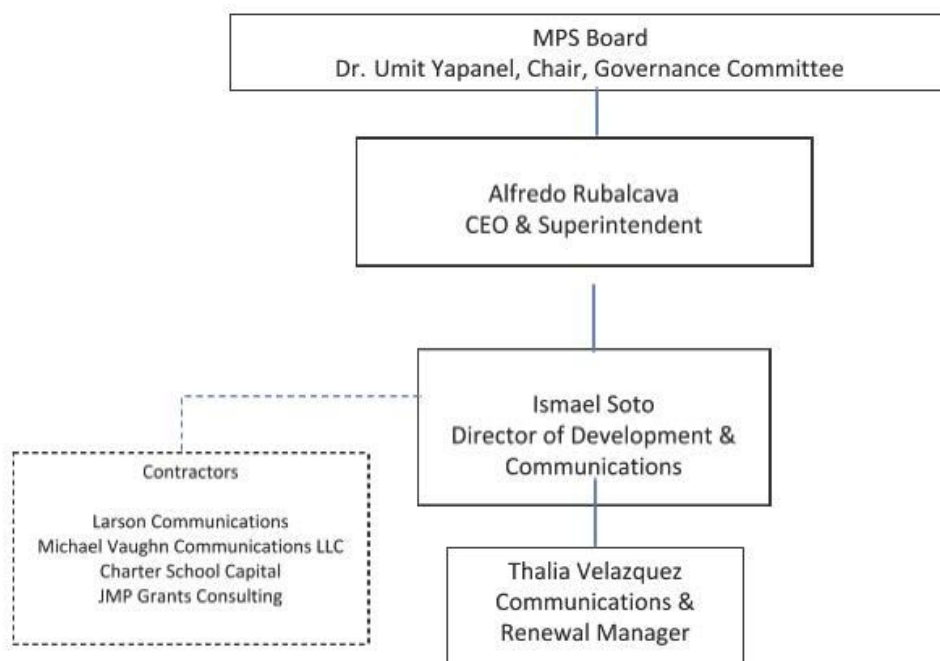 MPS Board
Dr. Umit Yapanel, Chair, Governance Committee
Alfredo Rubalcava
CEO & Superintendent
Ismael Soto
Director of Development &
Communications
Contractors
Larson Communications
Michael Vaughn Communications LLC
Charter School Capital
JMP Grants Consulting
Thalia Velazquez
Communications &
Renewal Manager